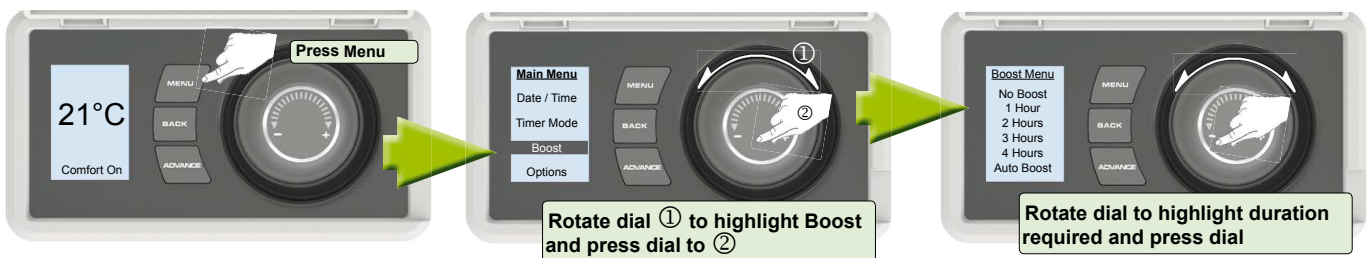 Press Menu
21°C
Comfort On
MENU
BACK
ADVANCE
-
+
Main Menu
Date / Time
Timer Mode
Boost
Options
MENU
BACK
ADVANCE
①
②
-
+
Rotate dial ① to highlight Boost
and press dial to ②
Boost Menu
No Boost
1 Hour
2 Hours
3 Hours
4 Hours
Auto Boost
MENU
BACK
ADVANCE
-
Rotate dial to highlight duration
required and press dial